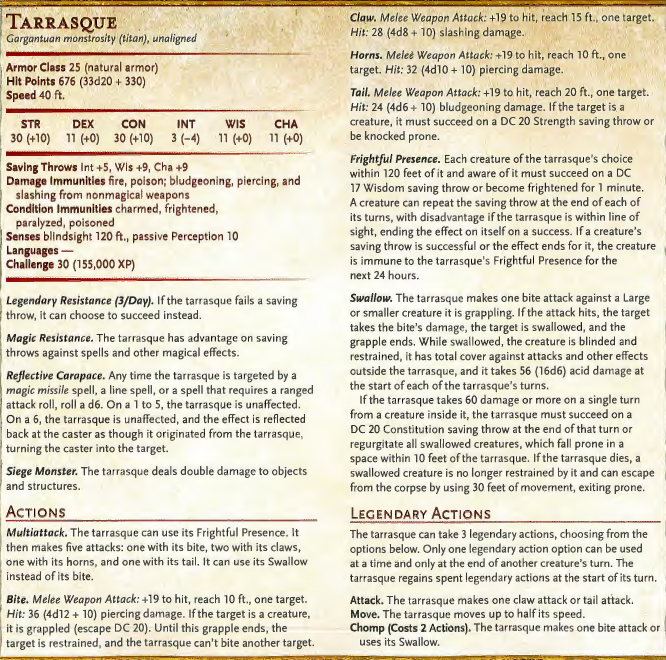 TARRASQUE
Gargantuan monstrosity (titan), unaligned
Armor Class 25 (natural armor)
Hit Points 676 (33d20 + 330)
Speed 40 ft.
STR DEX CON INT WIS CHA
30 (+10) 11 (+0) 30 (+10) 3 (−4) 11 (+0) 11 (+0)
Saving Throws Int +5, Wis +9, Cha +9
Damage Immunities fire, poison; bludgeoning, piercing, and
slashing from nonmagical weapons
Condition Immunities charmed, frightened,
paralyzed, poisoned
Senses blindsight 120 ft., passive Perception 10
Languages —
Challenge 30 (155,000 XP)
Legendary Resistance (3/Day). If the tarrasque fails a saving
throw, it can choose to succeed instead.
Magic Resistance. The tarrasque has advantage on saving
throws against spells and other magical effects.
Reflective Carapace. Any time the tarrasque is targeted by a
magic missile spell, a line spell, or a spell that requires a ranged
attack roll, roll a d6. On a 1 to 5, the tarrasque is unaffected.
On a 6, the tarrasque is unaffected, and the effect is reflected
back at the caster as though it originated from the tarrasque,
turning the caster into the target.
Siege Monster. The tarrasque deals double damage to objects
and structures.
ACTIONS
Multiattack. The tarrasque can use its Frightful Presence. It
then makes five attacks: one with its bite, two with its claws,
one with its horns, and one with its tail. It can use its Swallow
instead of its bite.
Bite. Melee Weapon Attack: +19 to hit, reach 10 ft., one target.
Hit: 36 (4d12 + 10) piercing damage. If the target is a creature,
it is grappled (escape DC 20). Until this grapple ends, the
target is restrained, and the tarrasque can't bite another target.
Claw. Melee Weapon Attack: +19 to hit, reach 15 ft., one target.
Hit: 28 (4d8 + 10) slashing damage.
Horns. Melee Weapon Attack: +19 to hit, reach 10 ft., one
target. Hit: 32 (4d10 + 10) piercing damage.
Tail. Melee Weapon Attack: +19 to hit, reach 20 ft., one target.
Hit: 24 (4d6 + 10) bludgeoning damage. If the target is a
creature, it must succeed on a DC 20 Strength saving throw or
be knocked prone.
Frightful Presence. Each creature of the tarrasque's choice
within 120 feet of it and aware of it must succeed on a DC
17 Wisdom saving throw or become frightened for 1 minute.
A creature can repeat the saving throw at the end of each of
its turns, with disadvantage if the tarrasque is within line of
sight, ending the effect on itself on a success. If a creature's
saving throw is successful or the effect ends for it, the creature
is immune to the tarrasque's Frightful Presence for the
next 24 hours.
Swallow. The tarrasque makes one bite attack against a Large
or smaller creature it is grappling. If the attack hits, the target
takes the bite's damage, the target is swallowed, and the
grapple ends. While swallowed, the creature is blinded and
restrained, it has total cover against attacks and other effects
outside the tarrasque, and it takes 56 (16d6) acid damage at
the start of each of the tarrasque's turns.
If the tarrasque takes 60 damage or more on a single turn
from a creature inside it, the tarrasque must succeed on a
DC 20 Constitution saving throw at the end of that turn or
regurgitate all swallowed creatures, which fall prone in a
space within 10 feet of the tarrasque. If the tarrasque dies, a
swallowed creature is no longer restrained by it and can escape
from the corpse by using 30 feet of movement, exiting prone.
LEGENDARY ACTIONS
The tarrasque can take 3 legendary actions, choosing from the
options below. Only one legendary action option can be used
at a time and only at the end of another creature's turn. The
tarrasque regains spent legendary actions at the start of its turn.
Attack. The tarrasque makes one claw attack or tail attack.
Move. The tarrasque moves up to half its speed.
Chomp (Costs 2 Actions). The tarrasque makes one bite attack or
uses its Swallow.